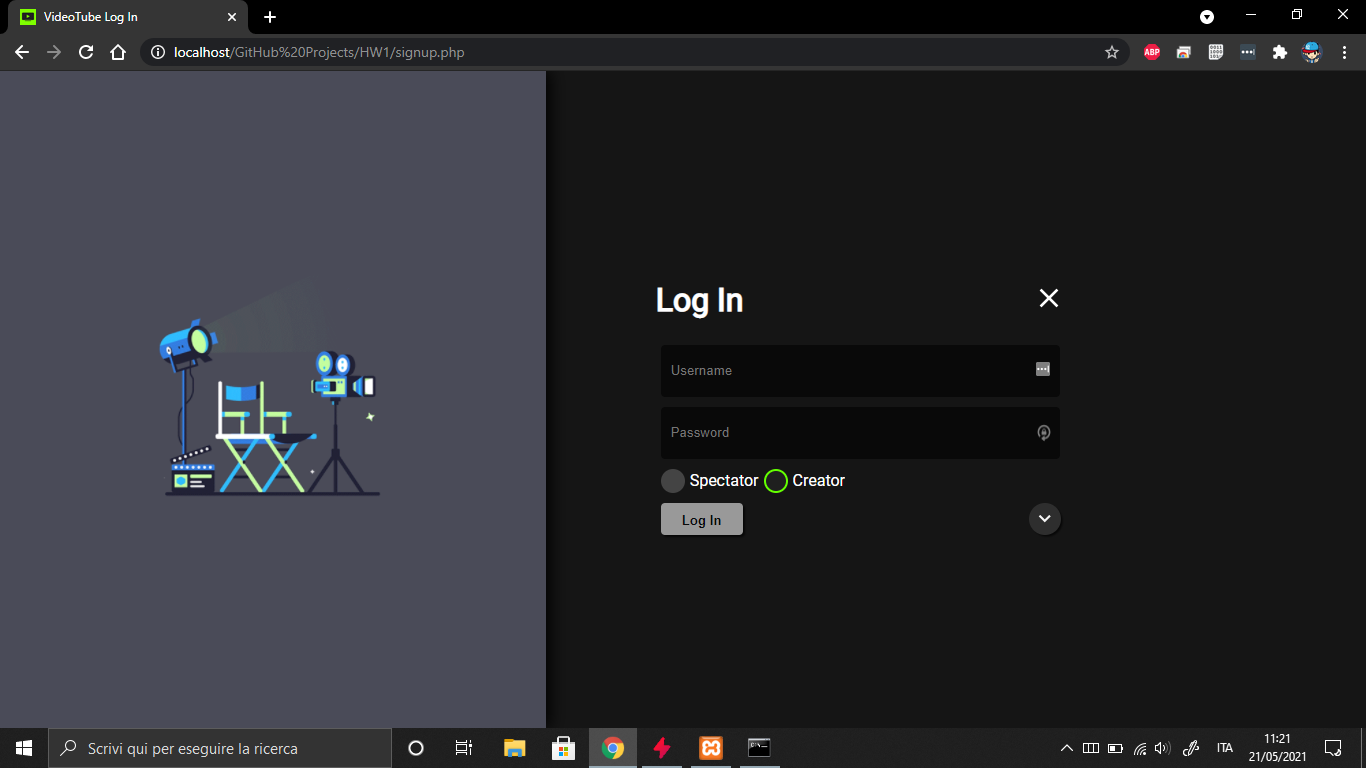 VideoTube Log In
localhost/GitHub%20Projects/HW1/signup.php
ABP
Log In
Username
Password
Spectator
Creator
Log In
Scrivi qui per eseguire la ricerca
ITA
11:21
21/05/2021